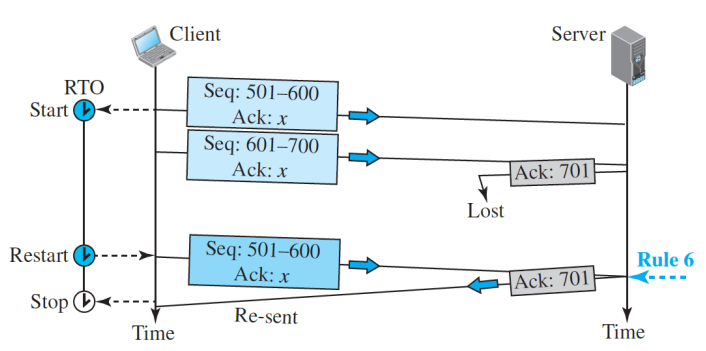 Client
Server
RTO
Start
Seq: 501–600
Ack: x
Seq: 601–700
Ack: x
Ack: 701
Lost
Restart
Seq: 501–600
Ack: x
Rule 6
Ack: 701
Stop
Re-sent
Time
Time